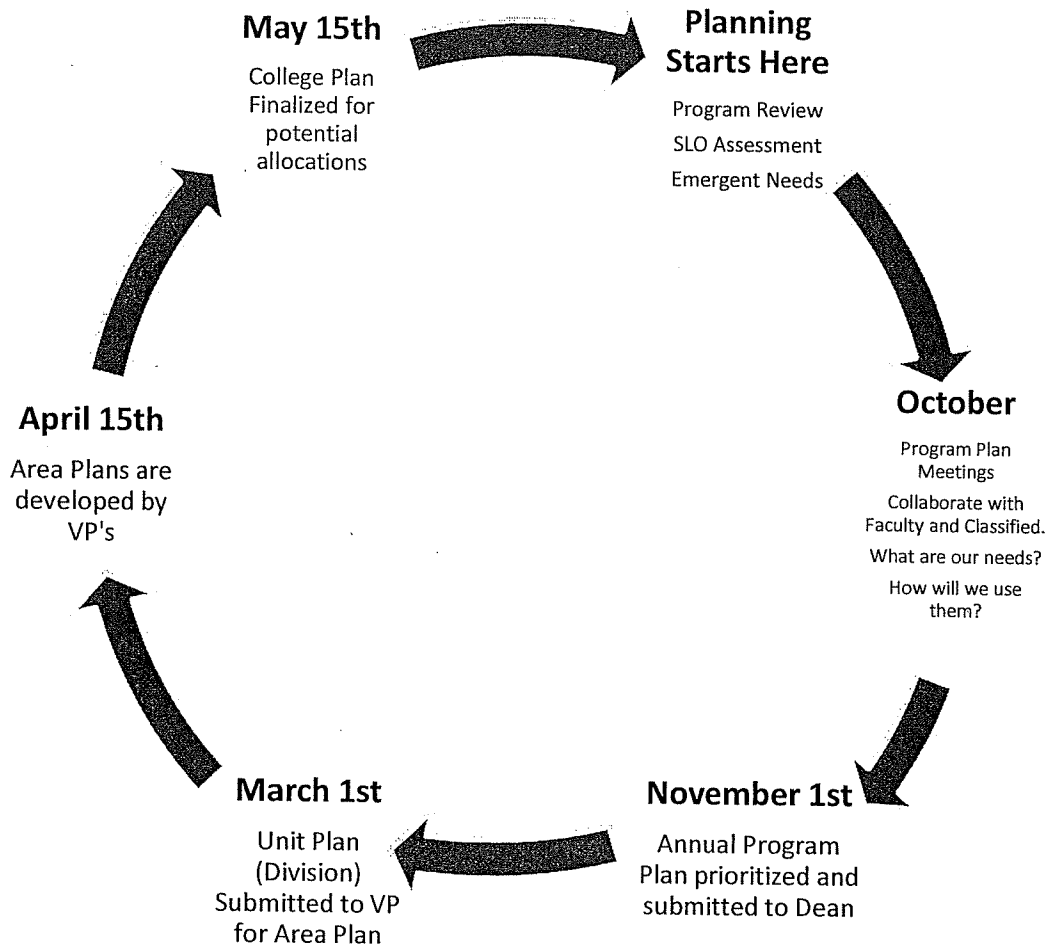 Planning
Starts Here
Program Review
SLO Assessment
Emergent Needs
October
Program Plan
Meetings
Collaborate with
Faculty and Classified.
What are our needs?
How will we use
them?
November 1st
Annual Program
Plan prioritized and
submitted to Dean
March 1st
Unit Plan
(Division)
Submitted to VP
for Area Plan
April 15th
Area Plans are
developed by
VP's
May 15th
College Plan
Finalized for
potential
allocations